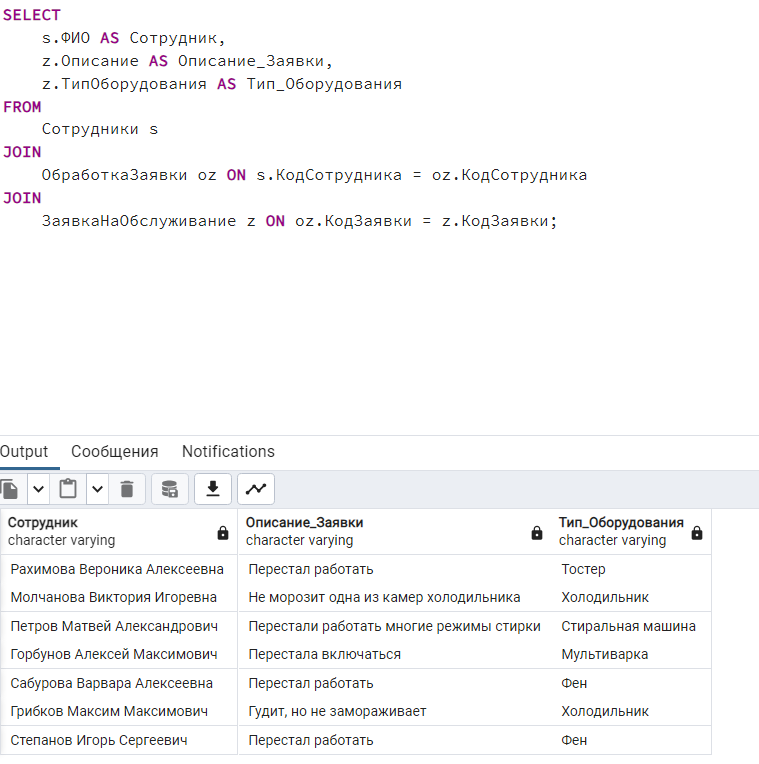 SELECT
s.ФИО AS Сотрудник,
z.Описание AS Описание_Заявки,
z.ТипОборудования AS Тип_Оборудования
FROM
Сотрудники s
JOIN
ОбработкаЗаявки oz ON s.КодСотрудника = oz.КодСотрудника
JOIN
ЗаявкаНаОбслуживание z ON oz.КодЗаявки = z.КодЗаявки;
Output Сообщения Notifications
Сотрудник Описание_Заявки Тип_Оборудования
character varying character varying character varying
Рахимова Вероника Алексеевна Перестал работать Тостер
Молчанова Виктория Игоревна Не морозит одна из камер холодильника Холодильник
Петров Матвей Александрович Перестали работать многие режимы стирки Стиральная машина
Горбунов Алексей Максимович Перестала включаться Мультиварка
Сабурова Варвара Алексеевна Перестал работать Фен
Грибков Максим Максимович Гудит, но не замораживает Холодильник
Степанов Игорь Сергеевич Перестал работать Фен